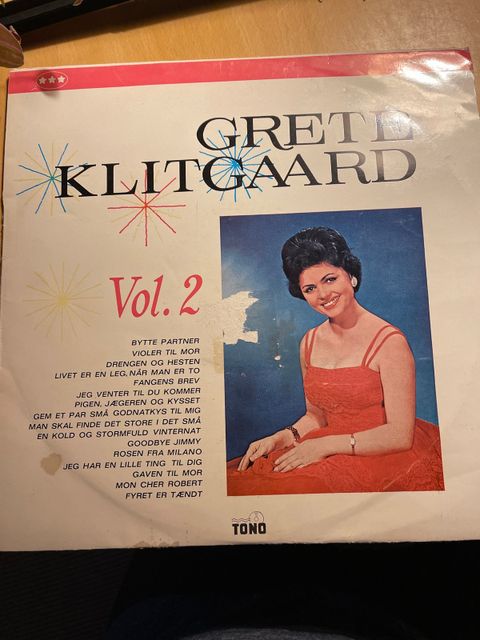 GRETE
KLITGAARD
Vol. 2
BYTTE PARTNER
VIOLER TIL MOR
DRENGEN OG HESTEN
LIVET ER EN LEG, NÅR MAN ER TO
FANGENS BREV
JEG VENTER TIL DU KOMMER
PIGEN, JÆGEREN OG KYSSET
GEM ET PAR SMÅ GODNATKYS TIL MIG
MAN SKAL FINDE DET STORE I DET SMÅ
EN KOLD OG STORMFULD VINTERNAT
GOODBYE JIMMY
ROSEN FRA MILANO
JEG HAR EN LILLE TING TIL DIG
GAVEN TIL MOR
MON CHER ROBERT
FYRET ER TÆNDT
TONO